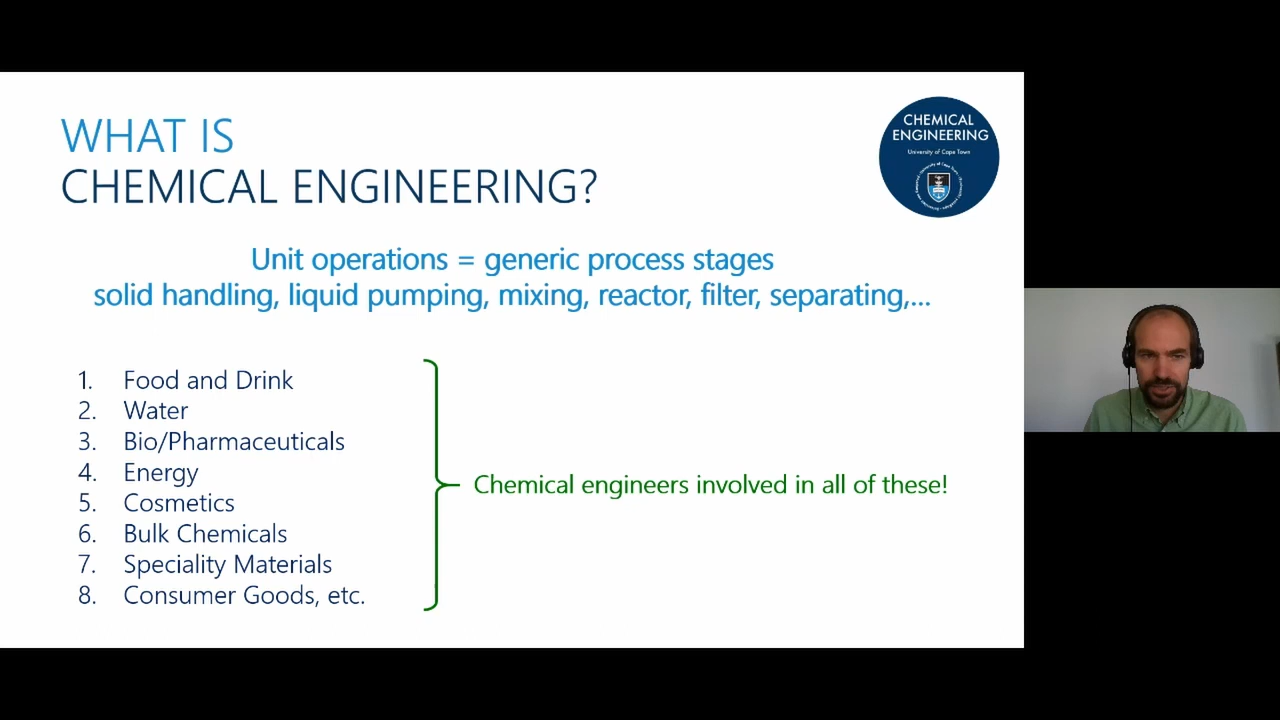 WHAT IS
CHEMICAL ENGINEERING?
CHEMICAL
ENGINEERING
University of Cape Town
Unit operations = generic process stages
solid handling, liquid pumping, mixing, reactor, filter, separating,...
1. Food and Drink
2. Water
3. Bio/Pharmaceuticals
4. Energy
5. Cosmetics
6. Bulk Chemicals
7. Speciality Materials
8. Consumer Goods, etc.
Chemical engineers involved in all of these!